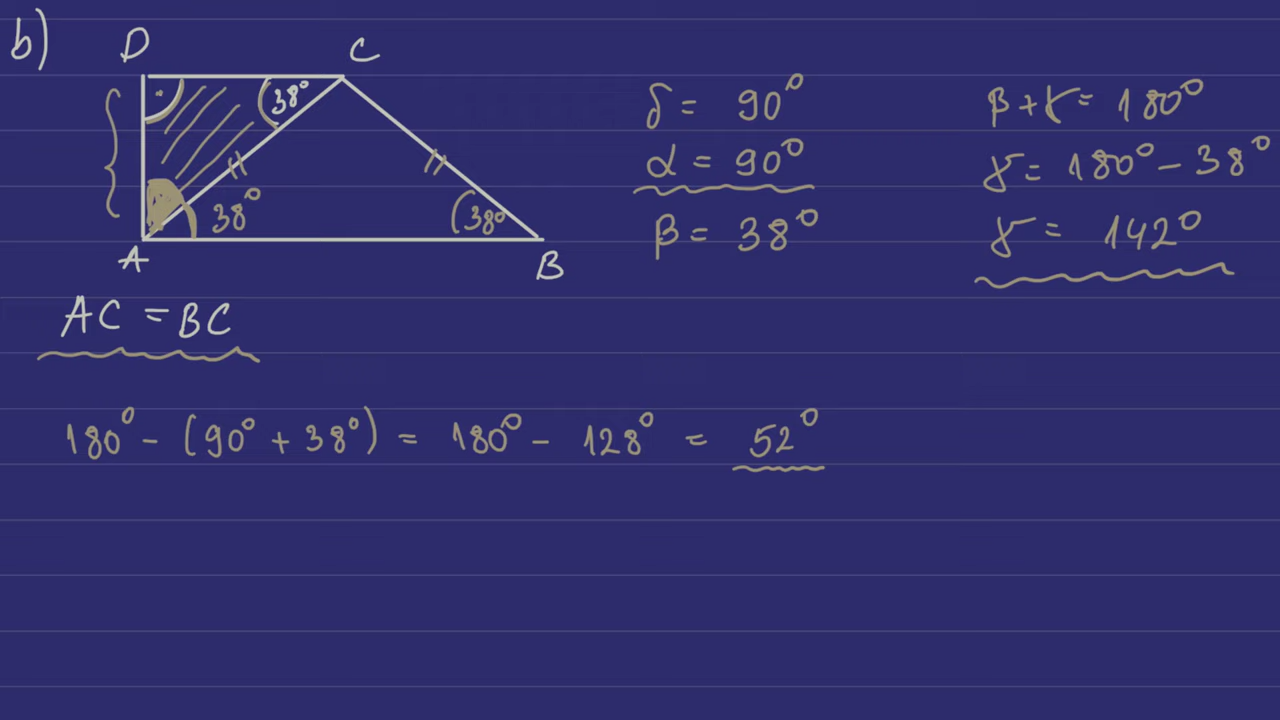 b)
D
C
38°
38°
38°
A
B
AC = BC
δ = 90°
α = 90°
β = 38°
β + γ = 180°
γ = 180° - 38°
γ = 142°
180° - (90° + 38°) = 180° - 128° = 52°